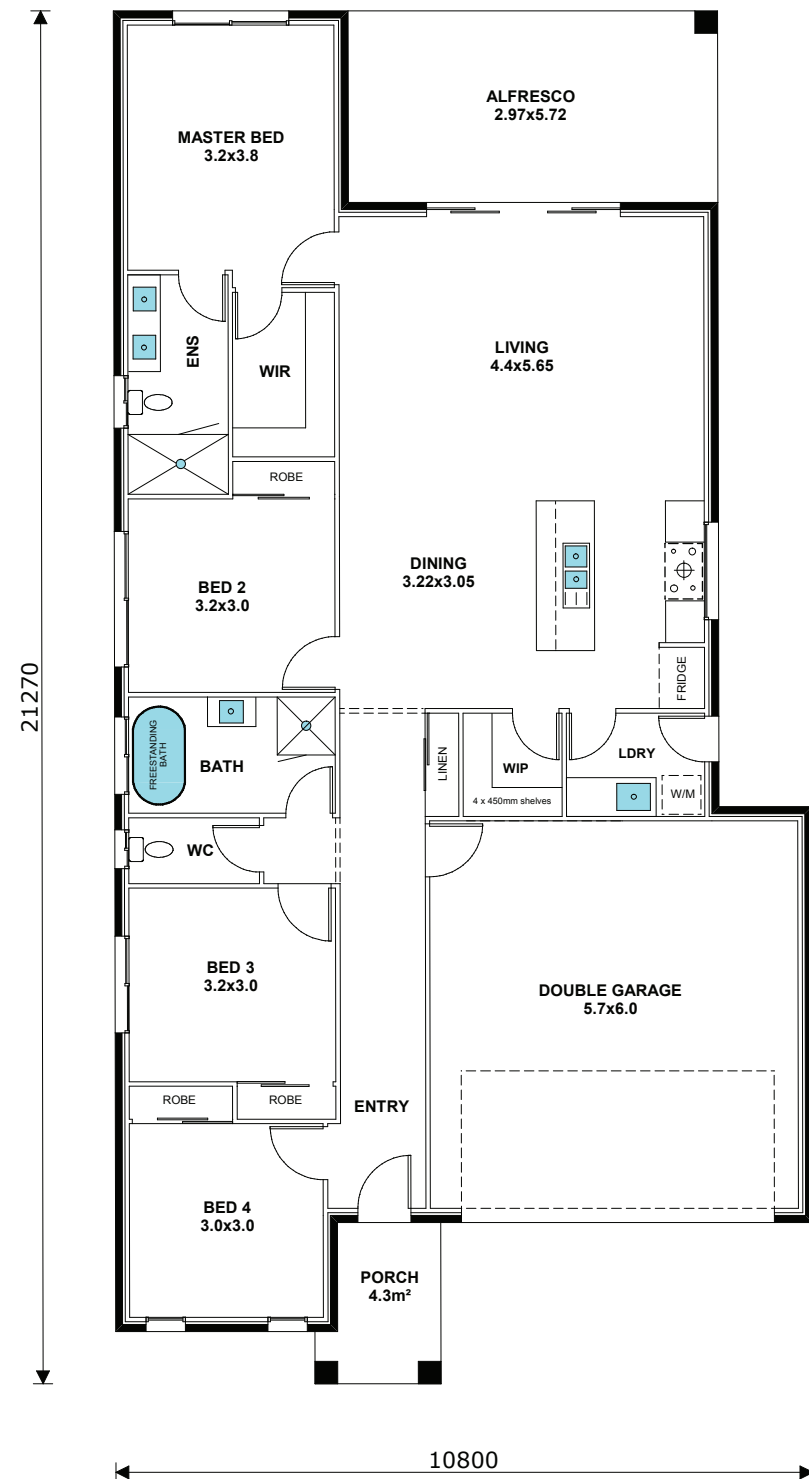 ALFRESCO
2.97x5.72
MASTER BED
3.2x3.8
ENS
WIR
LIVING
4.4x5.65
ROBE
BED 2
3.2x3.0
DINING
3.22x3.05
FRIDGE
21270
FREESTANDING
BATH
BATH
LINEN
WIP
4 x 450mm shelves
LDRY
W/M
WC
BED 3
3.2x3.0
DOUBLE GARAGE
5.7x6.0
ROBE
ROBE
ENTRY
BED 4
3.0x3.0
PORCH
4.3m²
10800